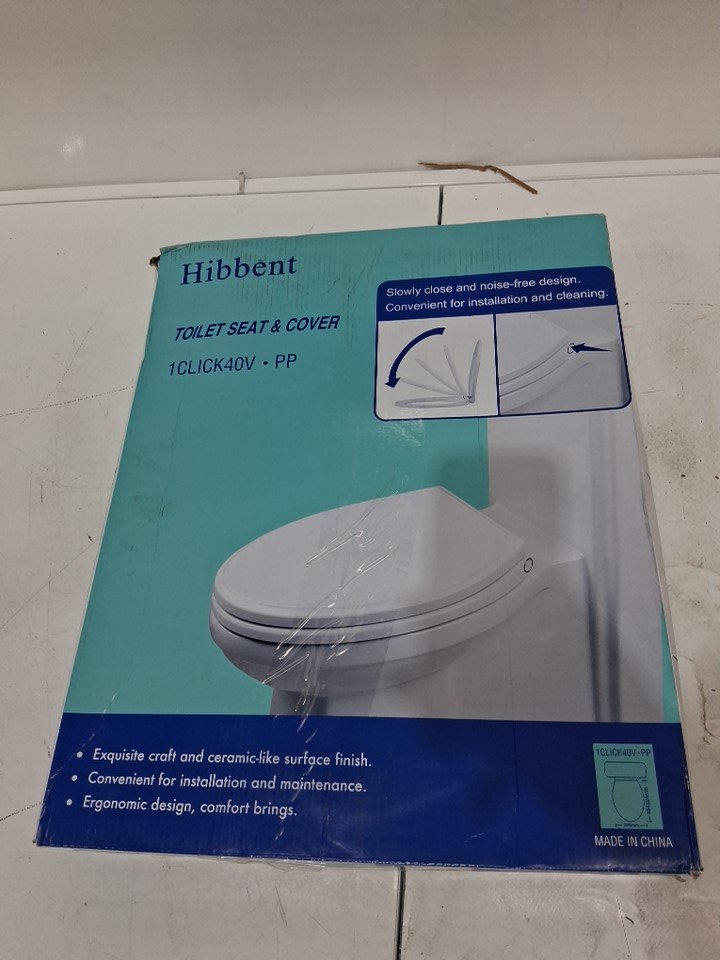 Hibbent
TOILET SEAT & COVER
1CLICK40V • PP
Slowly close and noise-free design.
Convenient for installation and cleaning.
• Exquisite craft and ceramic-like surface finish.
• Convenient for installation and maintenance.
• Ergonomic design, comfort brings.
1CLICK40V•PP
MADE IN CHINA